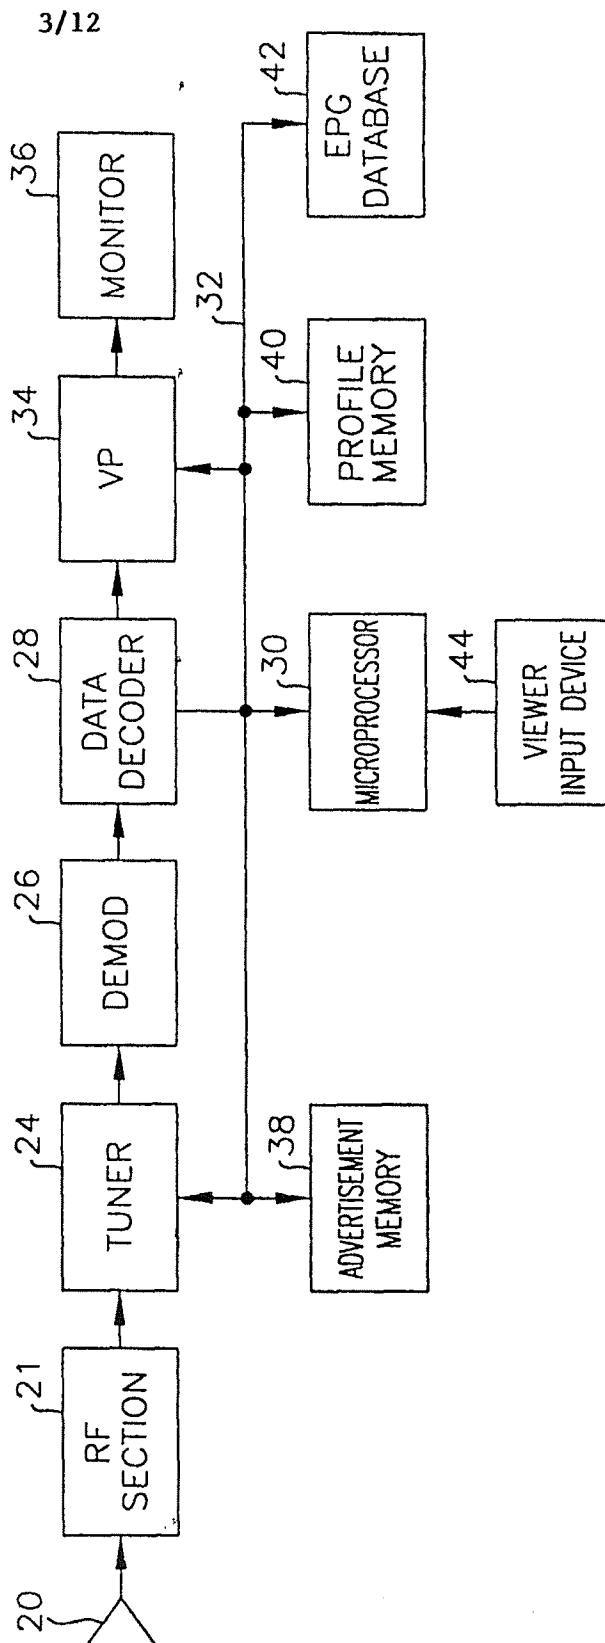 3/12
20
21
RF
SECTION
24
TUNER
26
DEMOD
28
DATA
DECODER
34
VP
36
MONITOR
32
38
ADVERTISEMENT
MEMORY
30
MICROPROCESSOR
44
VIEWER
INPUT DEVICE
40
PROFILE
MEMORY
42
EPG
DATABASE